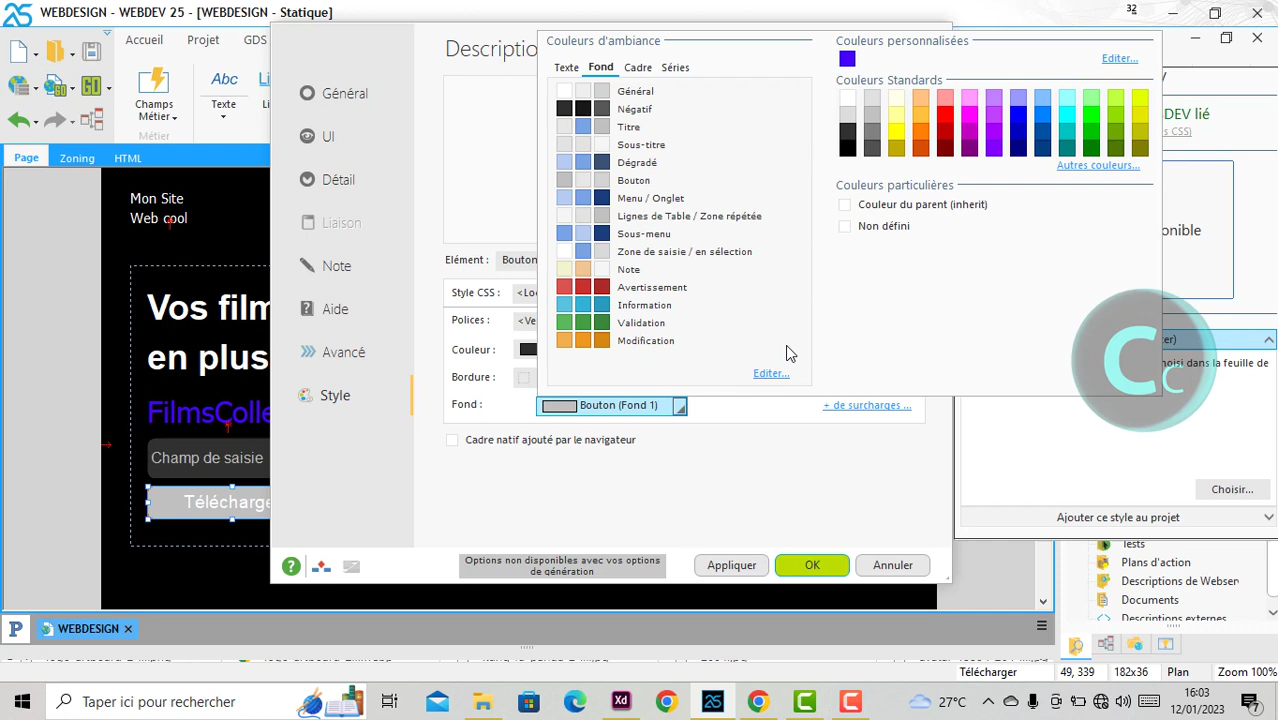 WEBDESIGN - WEBDEV 25 - [WEBDESIGN - Statique]
32
Accueil Projet GDS
Champs Métier
Métier
Abc
Texte
Page Zoning HTML
Mon Site
Web cool
Vos film
en plus
FilmsColle
Champ de saisie
Télécharge
Général
UI
Détail
Liaison
Note
Aide
Avancé
Style
Descriptio
Elément : Bouton
Style CSS :
Polices :
Couleur :
Bordure :
Fond : Bouton (Fond 1)
+ de surcharges ...
Cadre natif ajouté par le navigateur
Couleurs d'ambiance
Texte Fond Cadre Séries
Général
Négatif
Titre
Sous-titre
Dégradé
Bouton
Menu / Onglet
Lignes de Table / Zone répétée
Sous-menu
Zone de saisie / en sélection
Note
Avertissement
Information
Validation
Modification
Editer...
Couleurs personnalisées
Editer...
Couleurs Standards
Autres couleurs...
Couleurs particulières
Couleur du parent (inherit)
Non défini
DEV lié
CSS)
ponible
Choisir...
Ajouter ce style au projet
Options non disponibles avec vos options
de génération
Appliquer OK Annuler
Tests
Plans d'action
Descriptions de Webser
Documents
Descriptions externes
WEBDESIGN
Télécharger 49, 339 182x36 Plan Zoom 100%
Taper ici pour rechercher
27°C
16:03
12/01/2023